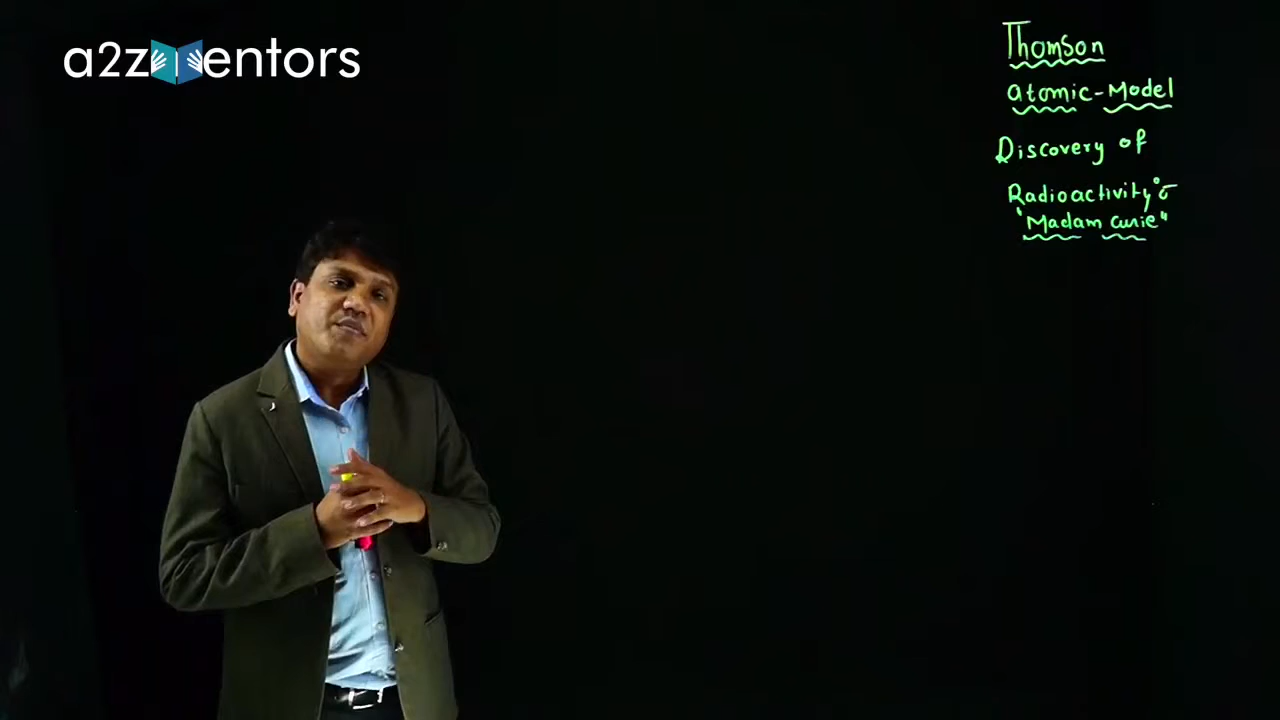 a2zmentors
Thomson
Atomic-Model
Discovery of
Radioactivity:-
"Madam Curie"